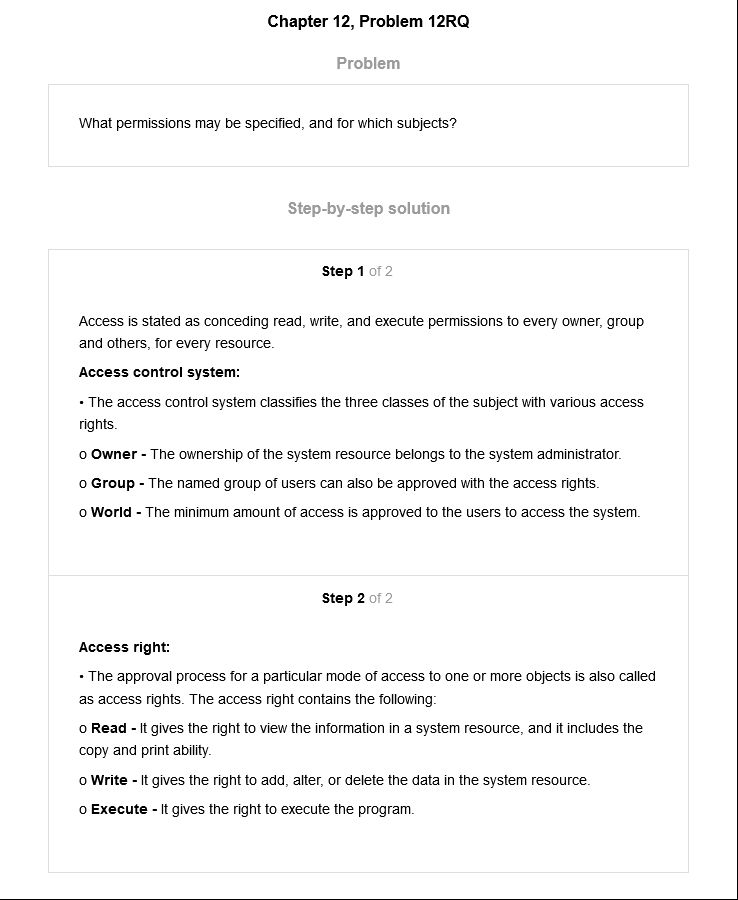 Chapter 12, Problem 12RQ
Problem
What permissions may be specified, and for which subjects?
Step-by-step solution
Step 1 of 2
Access is stated as conceding read, write, and execute permissions to every owner, group
and others, for every resource.
Access control system:
• The access control system classifies the three classes of the subject with various access
rights.
o Owner - The ownership of the system resource belongs to the system administrator.
o Group - The named group of users can also be approved with the access rights.
o World - The minimum amount of access is approved to the users to access the system.
Step 2 of 2
Access right:
• The approval process for a particular mode of access to one or more objects is also called
as access rights. The access right contains the following:
o Read - It gives the right to view the information in a system resource, and it includes the
copy and print ability.
o Write - It gives the right to add, alter, or delete the data in the system resource.
o Execute - It gives the right to execute the program.